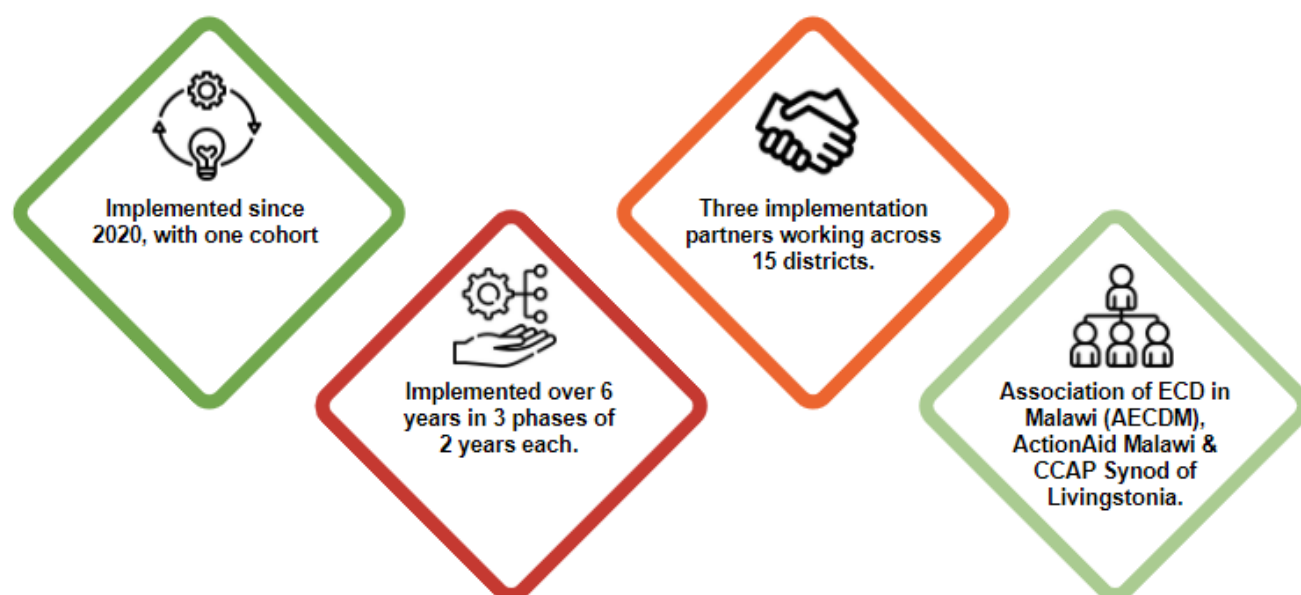 Implemented since
2020, with one cohort
Implemented over 6
years in 3 phases of
2 years each.
Three implementation
partners working across
15 districts.
Association of ECD in
Malawi (AECDM),
ActionAid Malawi &
CCAP Synod of
Livingstonia.